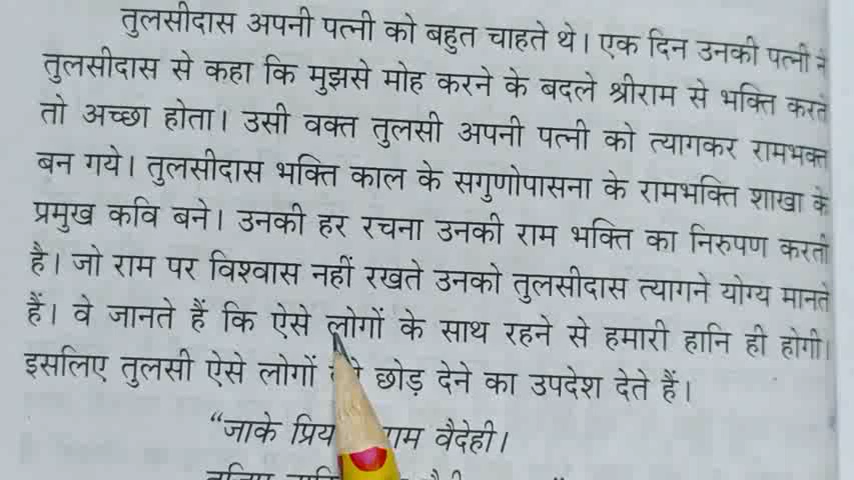 तुलसीदास अपनी पत्नी को बहुत चाहते थे। एक दिन उनकी पत्नी ने
तुलसीदास से कहा कि मुझसे मोह करने के बदले श्रीराम से भक्ति करते
तो अच्छा होता। उसी वक्त तुलसी अपनी पत्नी को त्यागकर रामभक्त
बन गये। तुलसीदास भक्ति काल के सगुणोपासना के रामभक्ति शाखा के
प्रमुख कवि बने। उनकी हर रचना उनकी राम भक्ति का निरुपण करती
है। जो राम पर विश्वास नहीं रखते उनको तुलसीदास त्यागने योग्य मानते
हैं। वे जानते हैं कि ऐसे लोगों के साथ रहने से हमारी हानि ही होगी।
इसलिए तुलसी ऐसे लोगों छोड़ देने का उपदेश देते हैं।
“जाके प्रिय वैदेही।